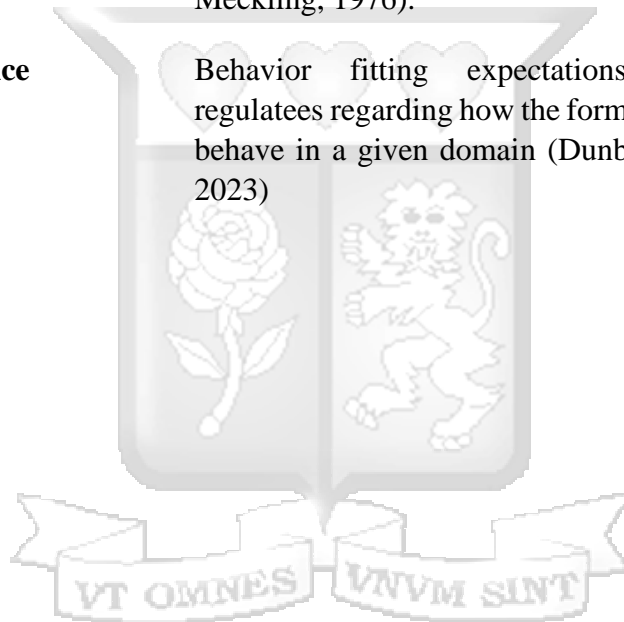 Meckling, 1976).
ce Behavior fitting expectations
regulatees regarding how the form
behave in a given domain (Dunb
2023)
VT OMNES VNVM SINT